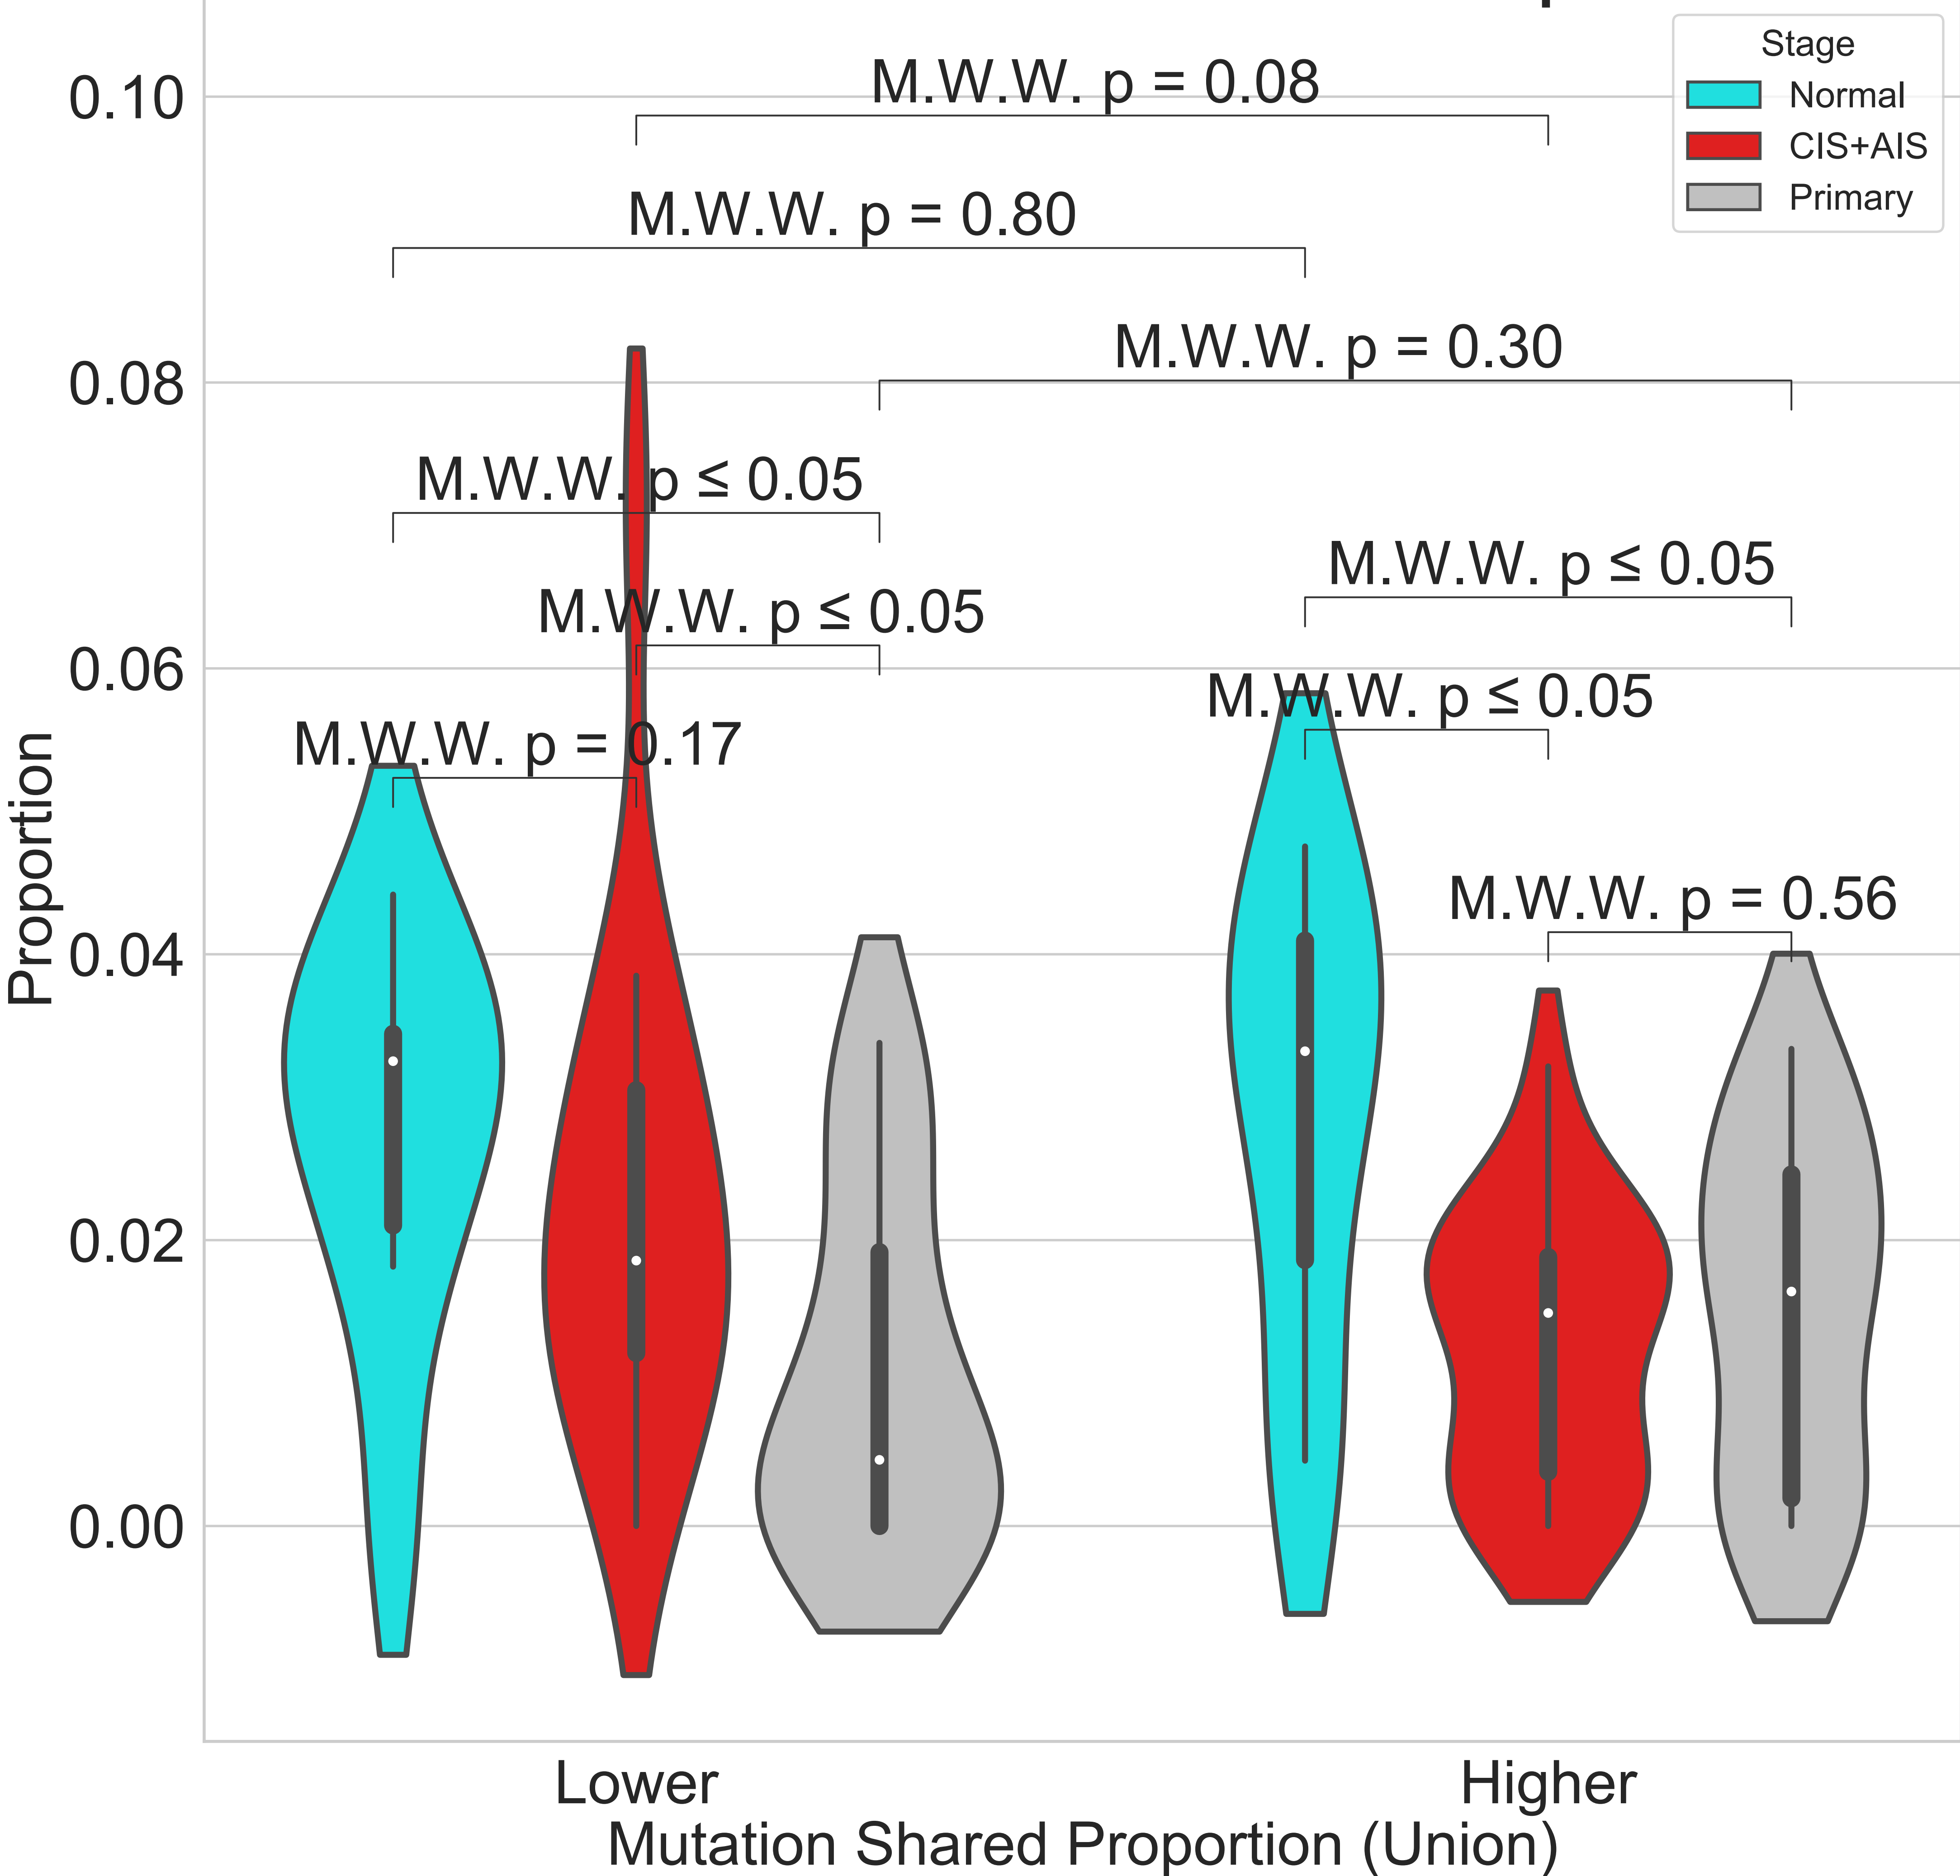 Stage
Normal
CIS+AIS
Primary
M.W.W. p = 0.08
M.W.W. p = 0.80
M.W.W. p = 0.30
M.W.W. p ≤ 0.05
M.W.W. p ≤ 0.05
M.W.W. p ≤ 0.05
M.W.W. p ≤ 0.05
M.W.W. p = 0.17
M.W.W. p = 0.56
0.10
0.08
0.06
0.04
0.02
0.00
Proportion
Lower
Higher
Mutation Shared Proportion (Union)